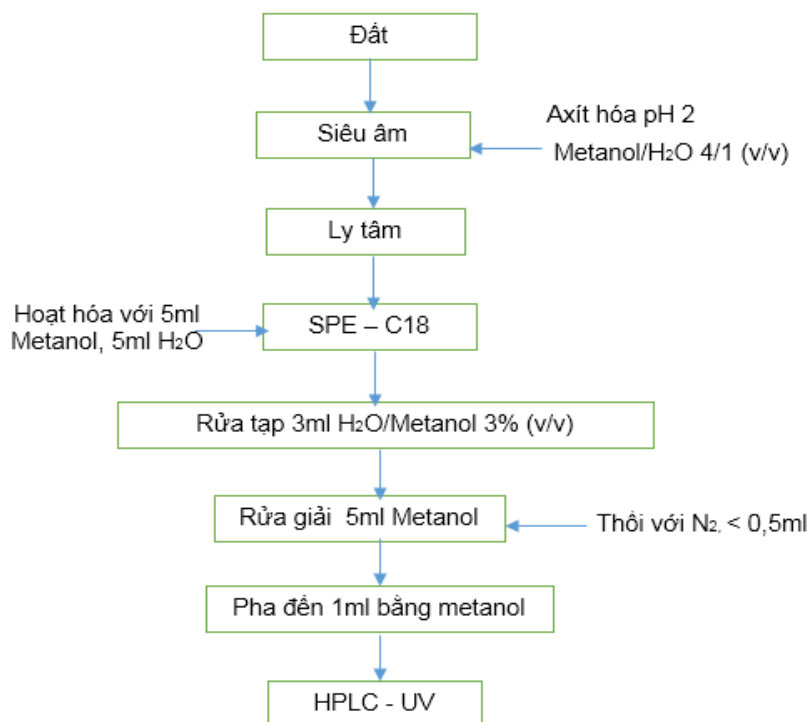 Đất
Axít hóa pH 2
Siêu âm
Metanol/H₂O 4/1 (v/v)
Ly tâm
Hoạt hóa với 5ml
Metanol, 5ml H₂O
SPE – C18
Rửa tạp 3ml H₂O/Metanol 3% (v/v)
Rửa giải 5ml Metanol
Thổi với N₂, < 0,5ml
Pha đến 1ml bằng metanol
HPLC - UV